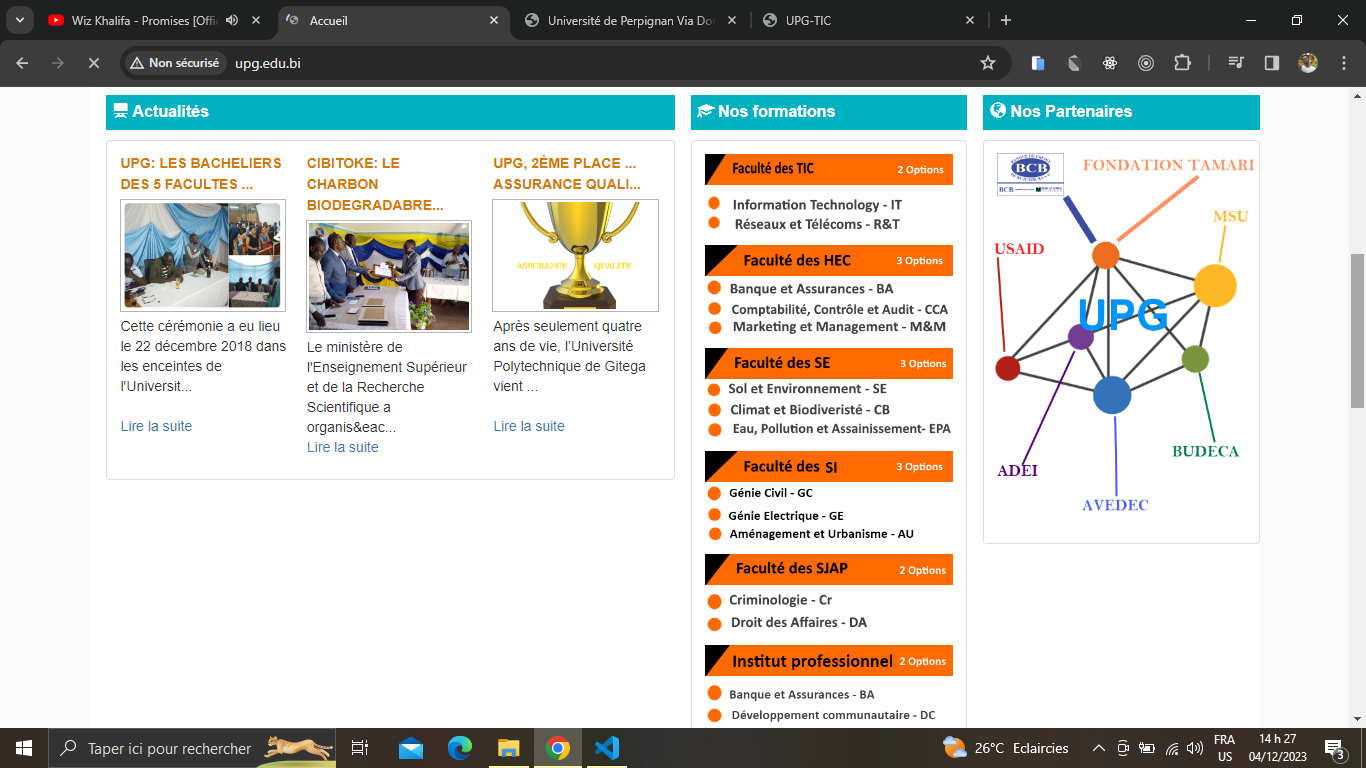 Wiz Khalifa - Promises [Offic
Accueil
Université de Perpignan Via Do
UPG-TIC
Non sécurisé
upg.edu.bi
Actualités
UPG: LES BACHELIERS
DES 5 FACULTES ...
Cette cérémonie a eu lieu
le 22 décembre 2018 dans
les enceintes de
l'Universit...
Lire la suite
CIBITOKE: LE
CHARBON
BIODEGRADABRE...
Le ministère de
l'Enseignement Supérieur
et de la Recherche
Scientifique a
organis&eac...
Lire la suite
UPG, 2ÈME PLACE ...
ASSURANCE QUALI...
ASSURANCE QUALITE
Après seulement quatre
ans de vie, l'Université
Polytechnique de Gitega
vient ...
Lire la suite
Nos formations
Faculté des TIC 2 Options
Information Technology - IT
Réseaux et Télécoms - R&T
Faculté des HEC 3 Options
Banque et Assurances - BA
Comptabilité, Contrôle et Audit - CCA
Marketing et Management - M&M
Faculté des SE 3 Options
Sol et Environnement - SE
Climat et Biodiveristé - CB
Eau, Pollution et Assainissement- EPA
Faculté des SI 3 Options
Génie Civil - GC
Génie Electrique - GE
Aménagement et Urbanisme - AU
Faculté des SJAP 2 Options
Criminologie - Cr
Droit des Affaires - DA
Institut professionnel 2 Options
Banque et Assurances - BA
Développement communautaire - DC
Nos Partenaires
BCB
BCB
FONDATION TAMARI
MSU
USAID
UPG
BUDECA
ADEI
AVEDEC
Taper ici pour rechercher
26°C Eclaircies
FRA
US
14 h 27
04/12/2023
3